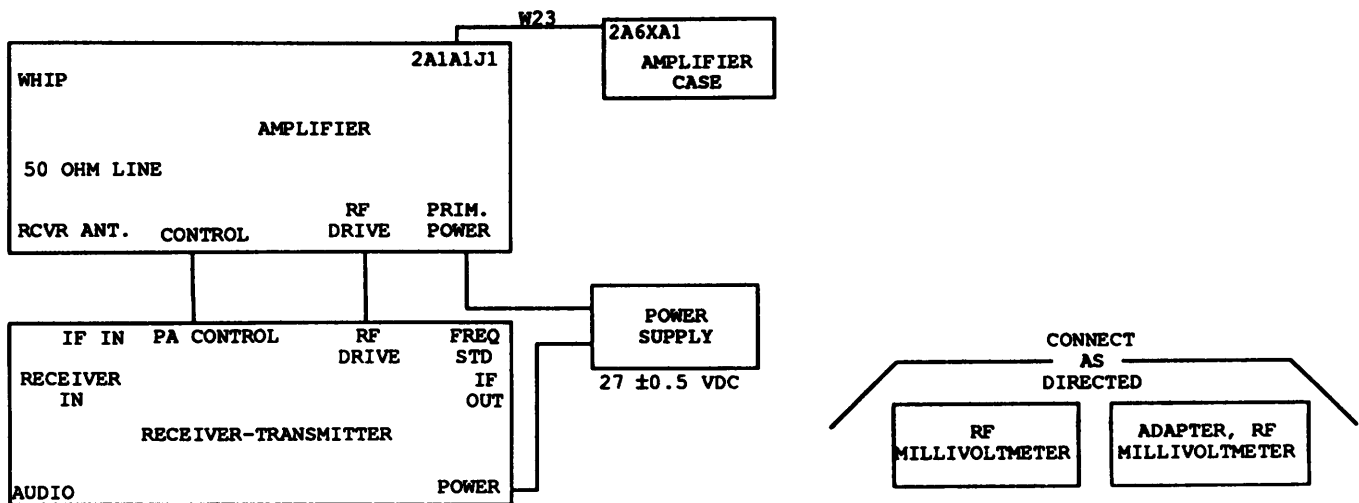 W23
2A6XA1
AMPLIFIER
CASE
2A1A1J1
WHIP
AMPLIFIER
50 OHM LINE
RF
DRIVE
PRIM.
POWER
RCVR ANT.
CONTROL
IF IN
PA CONTROL
RF
DRIVE
FREQ
STD
IF
OUT
RECEIVER
IN
RECEIVER-TRANSMITTER
AUDIO
POWER
POWER
SUPPLY
27 ±0.5 VDC
CONNECT
AS
DIRECTED
RF
MILLIVOLTMETER
ADAPTER, RF
MILLIVOLTMETER